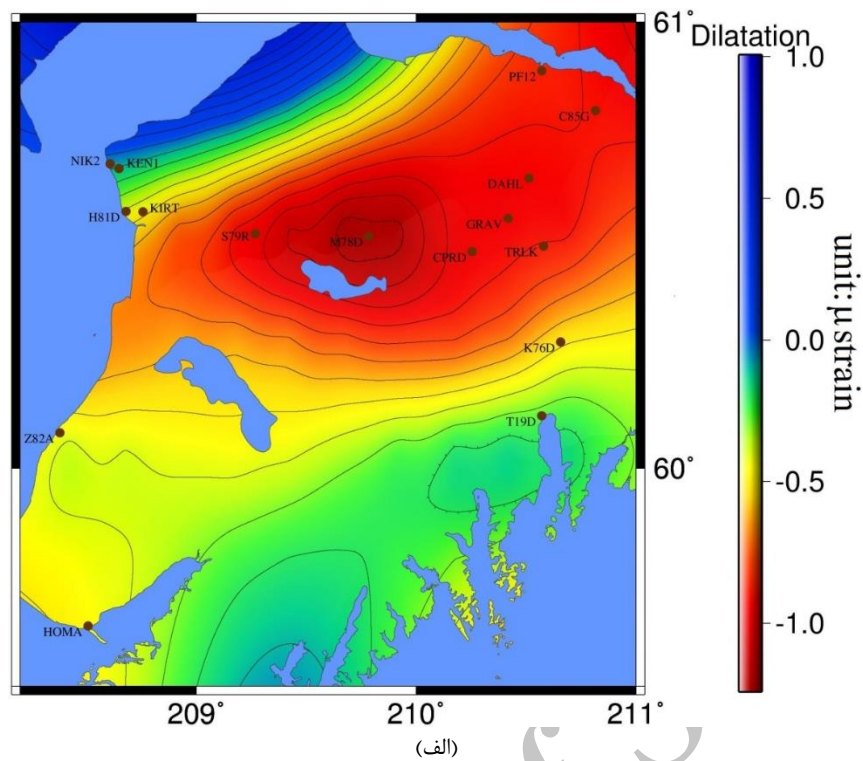 61°
Dilatation
1.0
PF12
C85G
NIK2
KEN1
DAHL
0.5
H81D
KIRT
GRAV
S79R
M78D
CPRD
TRLK
unit: μ strain
0.0
K76D
T19D
Z82A
60°
-0.5
HOMA
-1.0
209°
210°
211°
(الف)